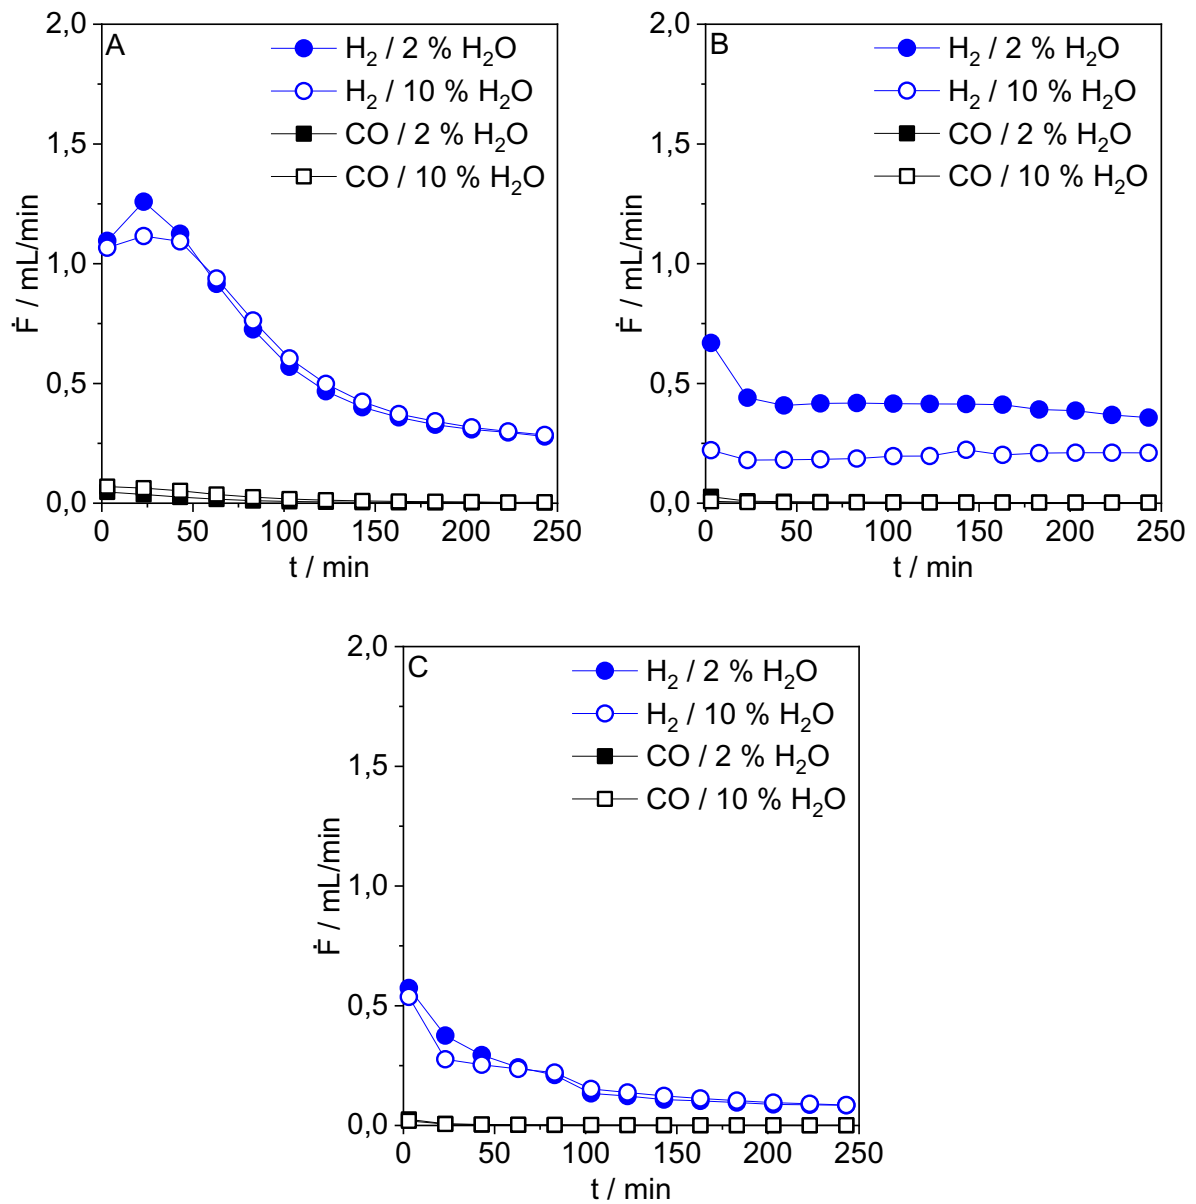 A
H₂ / 2 % H₂O
H₂ / 10 % H₂O
CO / 2 % H₂O
CO / 10 % H₂O
2,0
1,5
1,0
0,5
0,0
Ḟ / mL/min
0 50 100 150 200 250
t / min
B
H₂ / 2 % H₂O
H₂ / 10 % H₂O
CO / 2 % H₂O
CO / 10 % H₂O
2,0
1,5
1,0
0,5
0,0
Ḟ / mL/min
0 50 100 150 200 250
t / min
C
H₂ / 2 % H₂O
H₂ / 10 % H₂O
CO / 2 % H₂O
CO / 10 % H₂O
2,0
1,5
1,0
0,5
0,0
Ḟ / mL/min
0 50 100 150 200 250
t / min